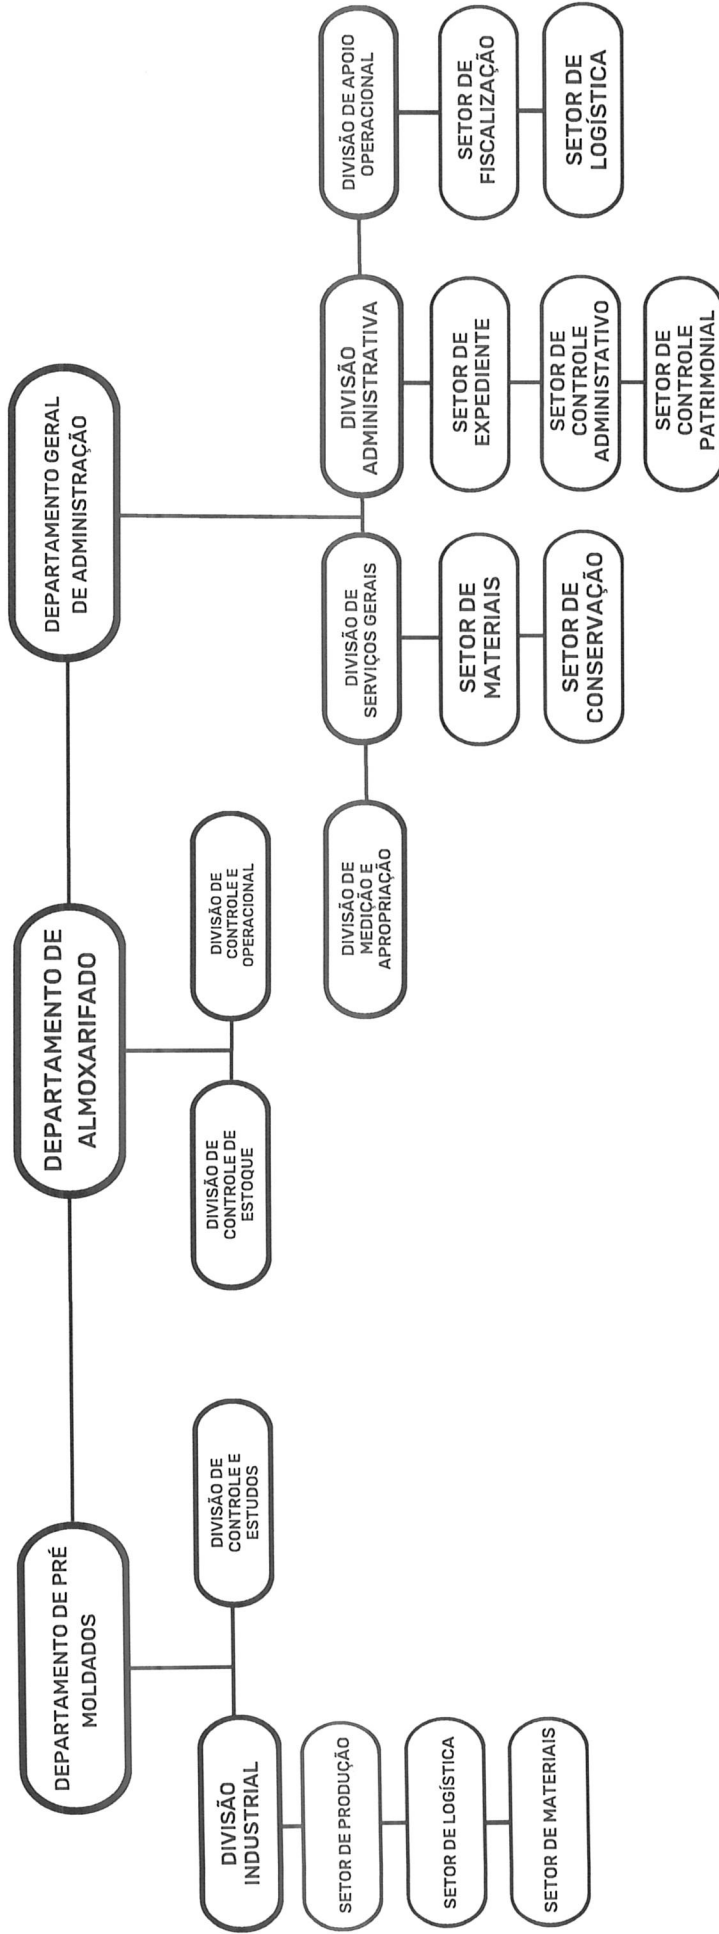 DEPARTAMENTO DE PRÉ
MOLDADOS
DIVISÃO
INDUSTRIAL
SETOR DE PRODUÇÃO
SETOR DE LOGÍSTICA
SETOR DE MATERIAIS
DIVISÃO DE
CONTROLE E
ESTUDOS
DEPARTAMENTO DE
ALMOXARIFADO
DIVISÃO DE
CONTROLE DE
ESTOQUE
DIVISÃO DE
CONTROLE E
OPERACIONAL
DEPARTAMENTO GERAL
DE ADMINISTRAÇÃO
DIVISÃO DE
MEDIÇÃO E
APROPRIAÇÃO
DIVISÃO DE
SERVIÇOS GERAIS
SETOR DE
MATERIAIS
SETOR DE
CONSERVAÇÃO
DIVISÃO
ADMINISTRATIVA
SETOR DE
EXPEDIENTE
SETOR DE
CONTROLE
ADMINISTATIVO
SETOR DE
CONTROLE
PATRIMONIAL
DIVISÃO DE APOIO
OPERACIONAL
SETOR DE
FISCALIZAÇÃO
SETOR DE
LOGÍSTICA